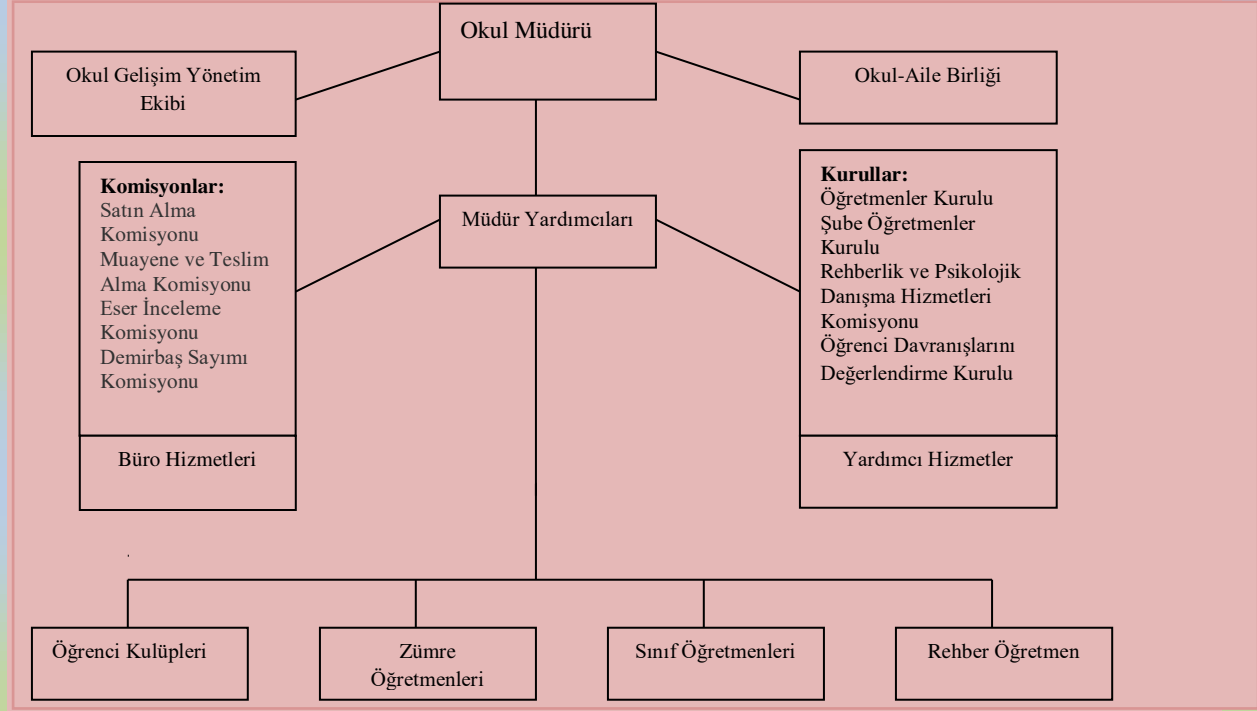 Okul Müdürü
Okul Gelişim Yönetim
Ekibi
Okul-Aile Birliği
Komisyonlar:
Satın Alma
Komisyonu
Muayene ve Teslim
Alma Komisyonu
Eser İnceleme
Komisyonu
Demirbaş Sayımı
Komisyonu
Müdür Yardımcıları
Kurullar:
Öğretmenler Kurulu
Şube Öğretmenler
Kurulu
Rehberlik ve Psikolojik
Danışma Hizmetleri
Komisyonu
Öğrenci Davranışlarını
Değerlendirme Kurulu
Büro Hizmetleri
Yardımcı Hizmetler
Öğrenci Kulüpleri
Zümre
Öğretmenleri
Sınıf Öğretmenleri
Rehber Öğretmen